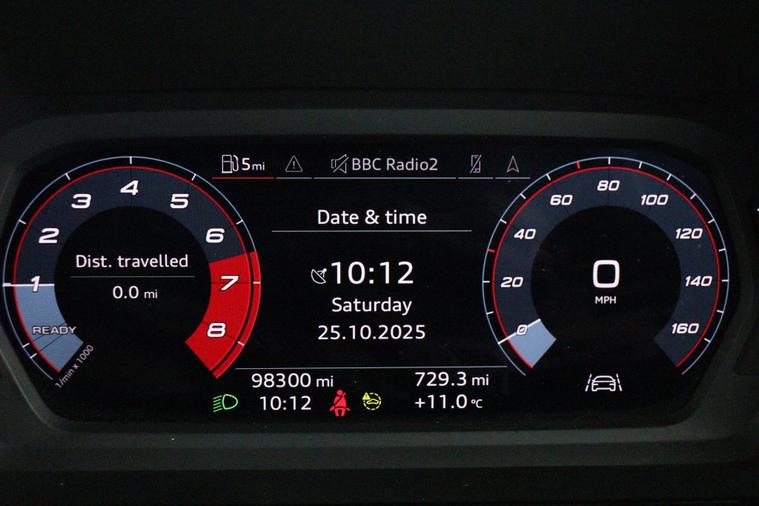 5 mi
BBC Radio2
Date & time
10:12
Saturday
25.10.2025
Dist. travelled
0.0 mi
1
2
3
4
5
6
7
8
READY
1/min x 1000
0
20
40
60
80
100
120
140
160
0
MPH
98300 mi
729.3 mi
10:12
+11.0 °C